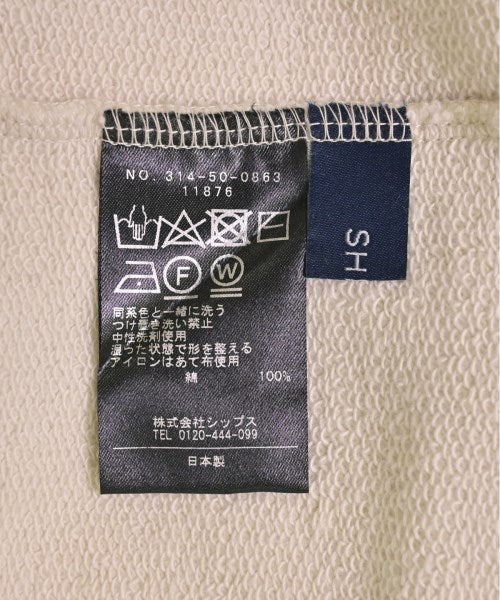 NO. 314-50-0863
11876
F
W
同系色と一緒に洗う
つけ置き洗い禁止
中性洗剤使用
湿った状態で形を整える
アイロンはあて布使用
綿 100%
株式会社シップス
TEL 0120-444-099
日本製
SH